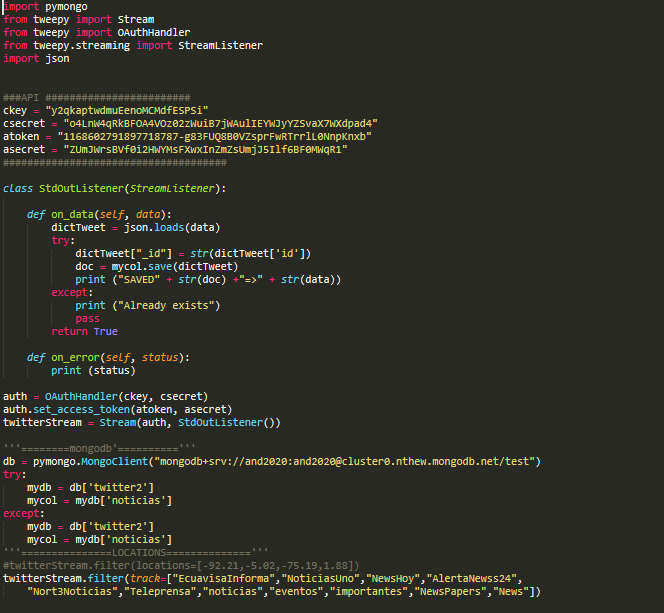 import pymongo
from tweepy import Stream
from tweepy import OAuthHandler
from tweepy.streaming import StreamListener
import json
###API ########################
ckey = "y2qkaptwdmuEenoMCMdfESPSi"
csecret = "o4LnW4qRkBFOA4VOz02zWuiB7jWAulIEYWJyYZSvaX7WXdpad4"
atoken = "1168602791897718787-g83FUQ8B0VZsprFwRTrrlL0NnpKnxb"
asecret = "ZUmJWrsBVf0i2HWYMsFXwxInZmZsUmjJ5Ilf6BF0MWqR1"
#####################################
class StdOutListener(StreamListener):
    def on_data(self, data):
        dictTweet = json.loads(data)
        try:
            dictTweet["_id"] = str(dictTweet['id'])
            doc = mycol.save(dictTweet)
            print ("SAVED" + str(doc) +"=>" + str(data))
        except:
            print ("Already exists")
            pass
        return True
    def on_error(self, status):
        print (status)
auth = OAuthHandler(ckey, csecret)
auth.set_access_token(atoken, asecret)
twitterStream = Stream(auth, StdOutListener())
'''========mongodb'=========='''
db = pymongo.MongoClient("mongodb+srv://and2020:and2020@cluster0.nthew.mongodb.net/test")
try:
    mydb = db['twitter2']
    mycol = mydb['noticias']
except:
    mydb = db['twitter2']
    mycol = mydb['noticias']
'''===============LOCATIONS=============='''
#twitterStream.filter(locations=[-92.21,-5.02,-75.19,1.88])
twitterStream.filter(track=["EcuavisaInforma","NoticiasUno","NewsHoy","AlertaNewss24",
    "Nort3Noticias","Teleprensa","noticias","eventos","importantes","NewsPapers","News"])